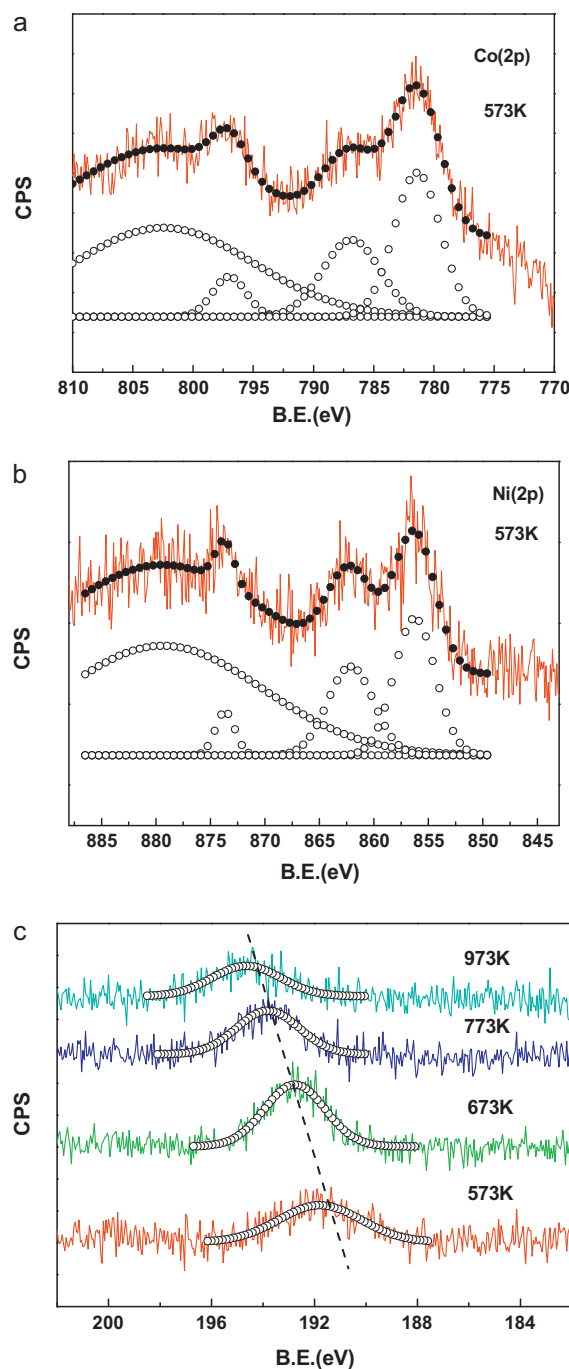 a
Co(2p)
573K
CPS
810 805 800 795 790 785 780 775 770
B.E.(eV)
b
Ni(2p)
573K
CPS
885 880 875 870 865 860 855 850 845
B.E.(eV)
c
973K
773K
673K
573K
CPS
200 196 192 188 184
B.E.(eV)